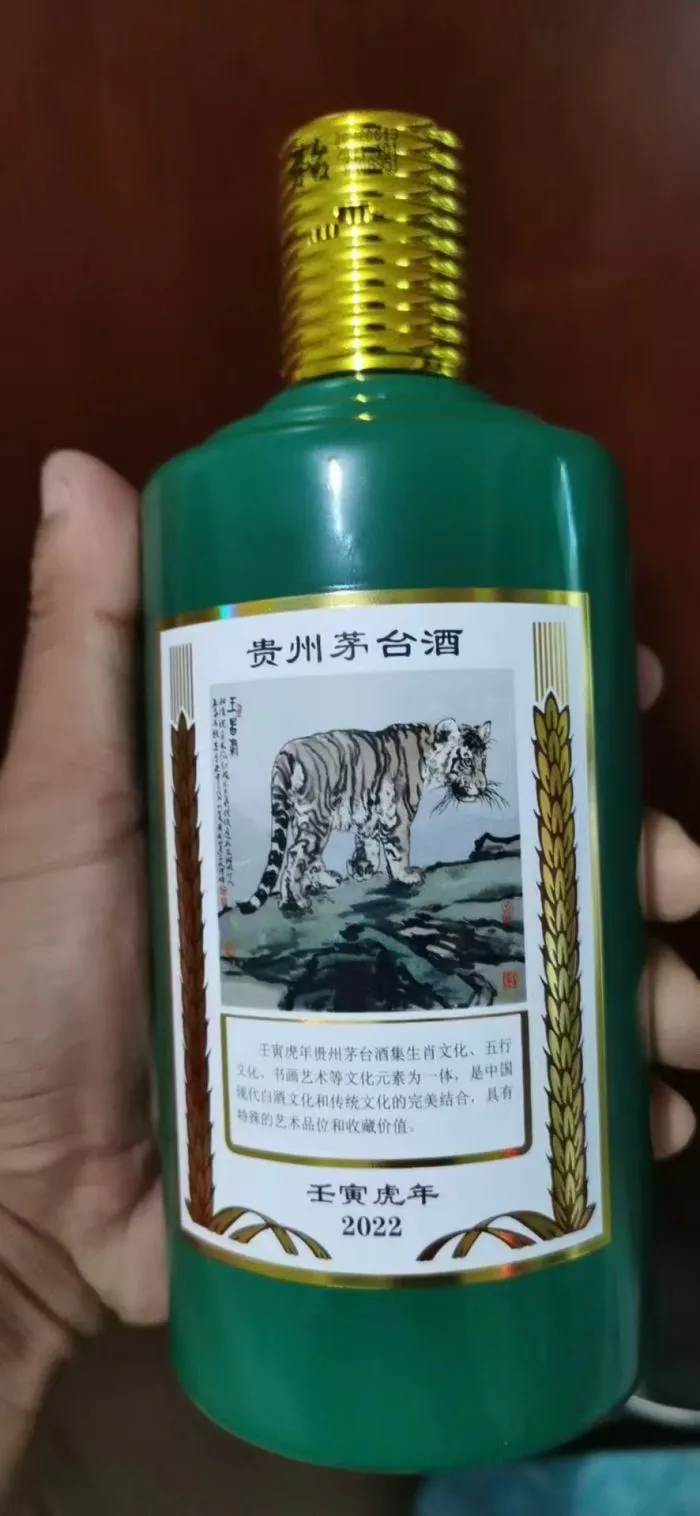 贵州茅台酒
壬寅虎年贵州茅台酒集生肖文化、五行
文化、书画艺术等文化元素为一体，是中国
现代白酒文化和传统文化的完美结合，具有
特殊的艺术品位和收藏价值。
壬寅虎年
2022